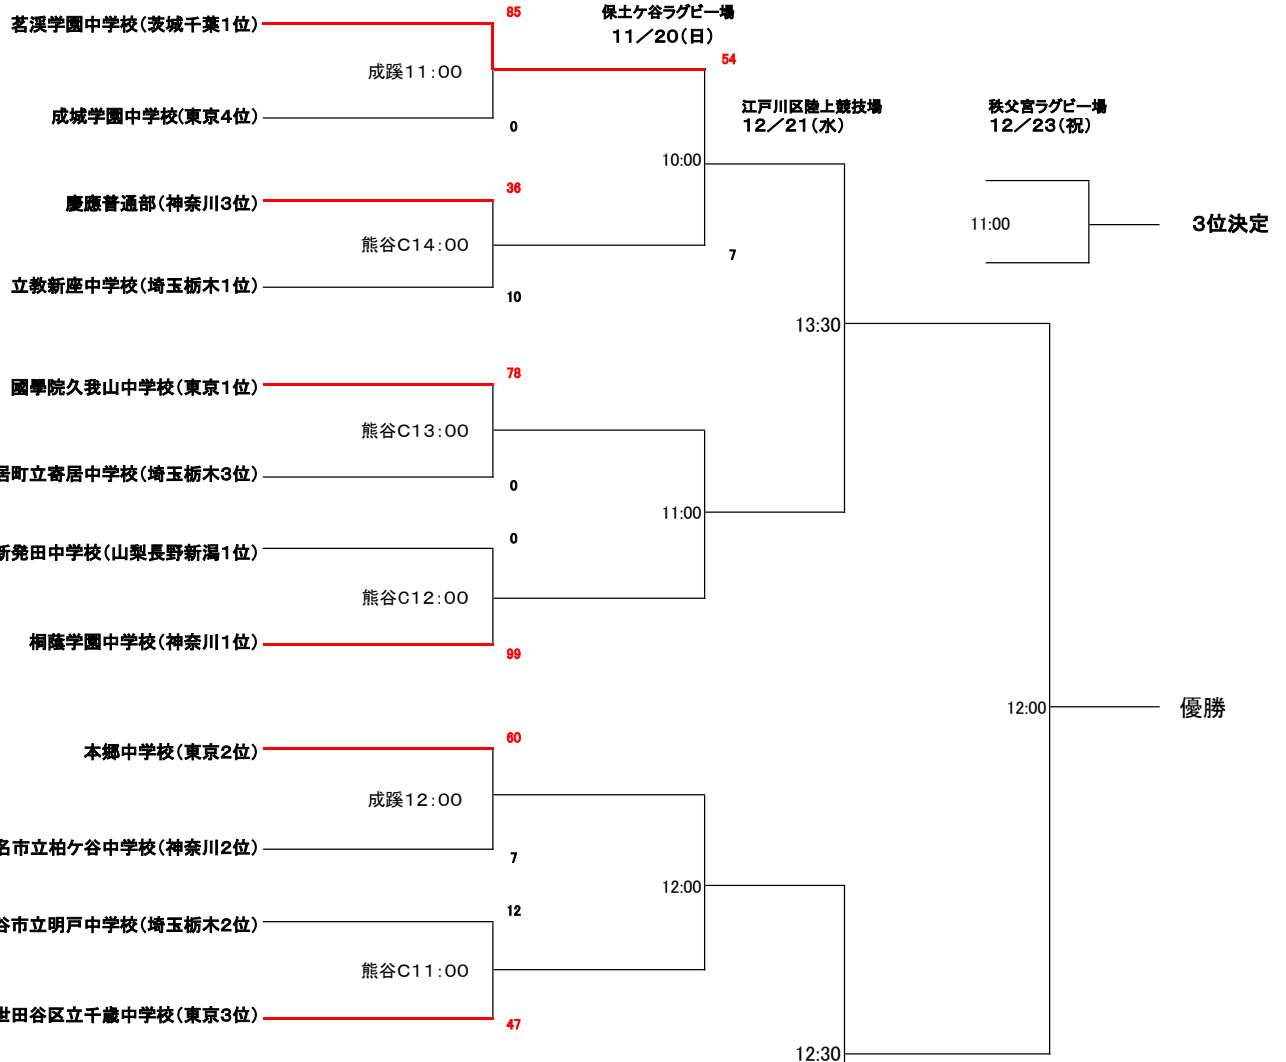 85
保土ケ谷ラグビー場
茗溪学園中学校(茨城千葉1位)
11／20(日)
54
成蹊11：00
江戸川区陸上競技場
秩父宮ラグビー場
成城学園中学校(東京4位)
0
12／21(水)
12／23(祝)
10:00
36
慶應普通部(神奈川3位)
11:00
3位決定
熊谷C14：00
7
立教新座中学校(埼玉栃木1位)
10
13:30
78
國學院久我山中学校(東京1位)
熊谷C13：00
居町立寄居中学校(埼玉栃木3位)
0
11:00
0
新発田中学校(山梨長野新潟1位)
熊谷C12：00
桐蔭学園中学校(神奈川1位)
99
12:00
優勝
60
本郷中学校(東京2位)
成蹊12：00
名市立柏ケ谷中学校(神奈川2位)
7
12:00
12
谷市立明戸中学校(埼玉栃木2位)
熊谷C11：00
世田谷区立千歳中学校(東京3位)
47
12:30